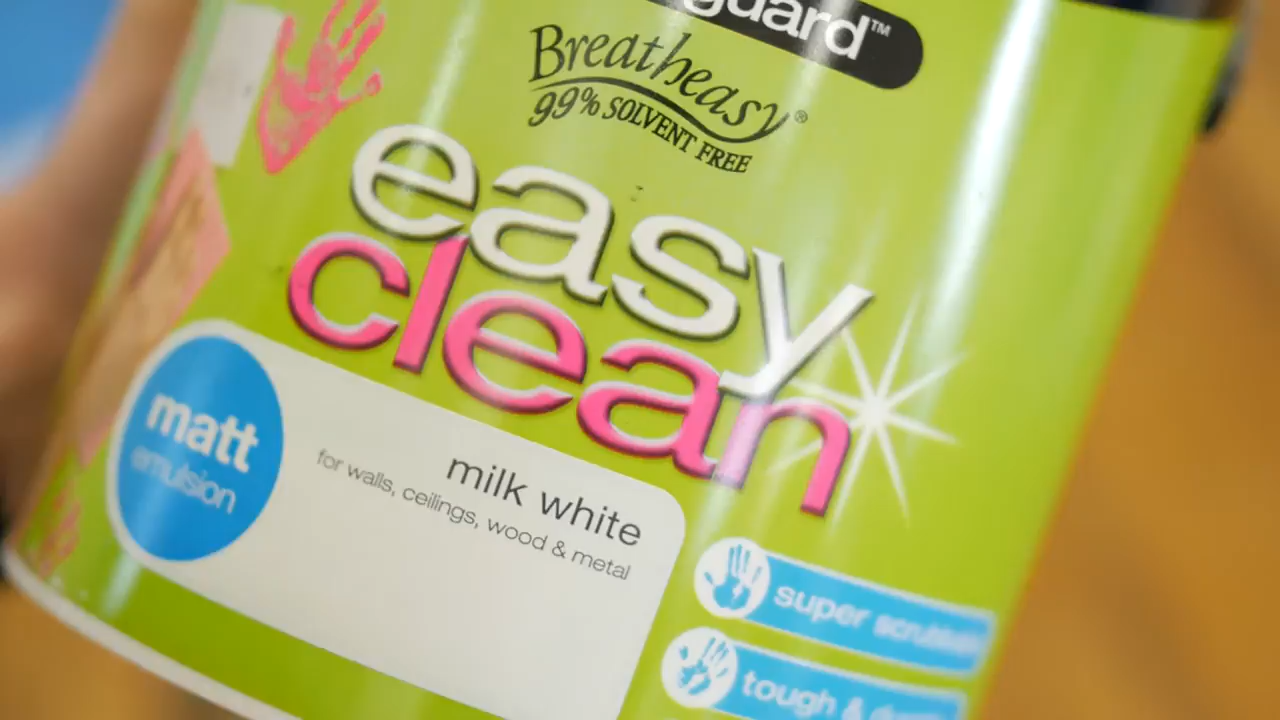 guard™
Breatheasy®
99% SOLVENT FREE
easy
clean
matt
emulsion
milk white
for walls, ceilings, wood & metal
super
tough &